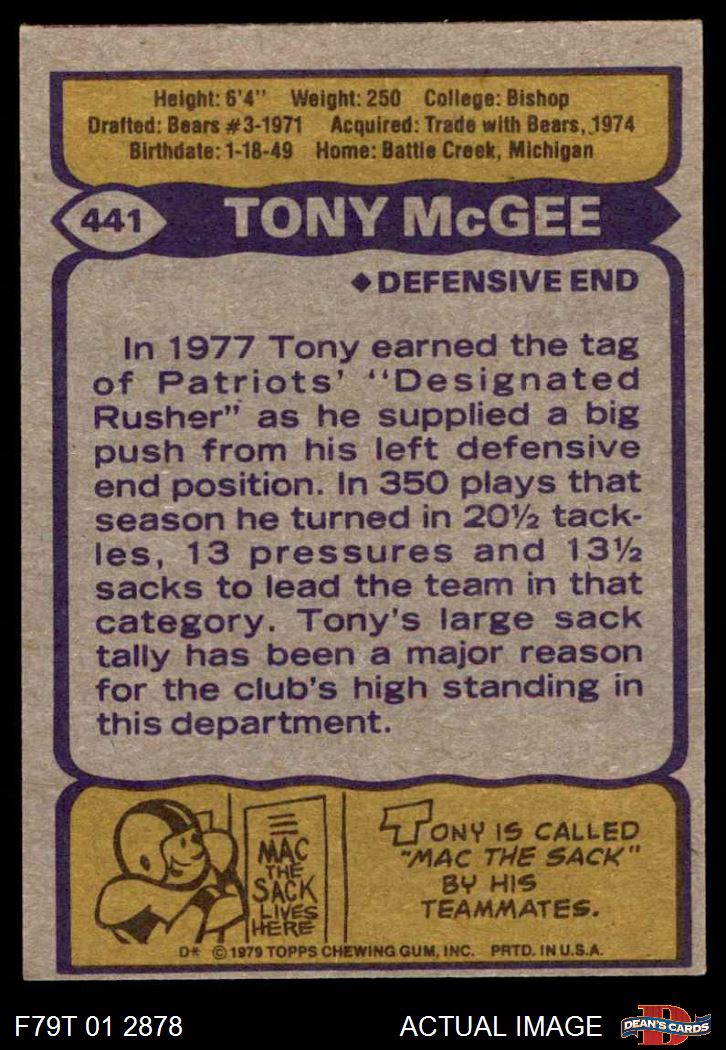 Height: 6'4" Weight: 250 College: Bishop
Drafted: Bears #3-1971 Acquired: Trade with Bears, 1974
Birthdate: 1-18-49 Home: Battle Creek, Michigan
441 TONY McGEE
◆DEFENSIVE END
In 1977 Tony earned the tag
of Patriots' "Designated
Rusher" as he supplied a big
push from his left defensive
end position. In 350 plays that
season he turned in 20½ tack-
les, 13 pressures and 13½
sacks to lead the team in that
category. Tony's large sack
tally has been a major reason
for the club's high standing in
this department.
MAC
THE
SACK
LIVES
HERE
TONY IS CALLED
"MAC THE SACK"
BY HIS
TEAMMATES.
D* © 1979 TOPPS CHEWING GUM, INC. PRTD. IN U.S.A.
F79T 01 2878 ACTUAL IMAGE D DEAN'S CARDS